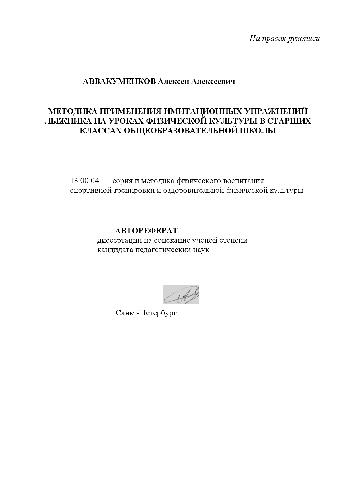 На правах рукописи
АВВАКУМЕНКОВ Алексей Алексеевич
МЕТОДИКА ПРИМЕНЕНИЯ ИМИТАЦИОННЫХ УПРАЖНЕНИЙ
ЛЫЖНИКА НА УРОКАХ ФИЗИЧЕСКОЙ КУЛЬТУРЫ В СТАРШИХ
КЛАССАХ ОБЩЕОБРАЗОВАТЕЛЬНОЙ ШКОЛЫ
13.00.04 теория и методика физического воспитания
спортивной тренировки и оздоровительной физической культуры
АВТОРЕФЕРАТ
диссертации на соискание ученой степени
кандидата педагогических наук
Санкт-Петербург